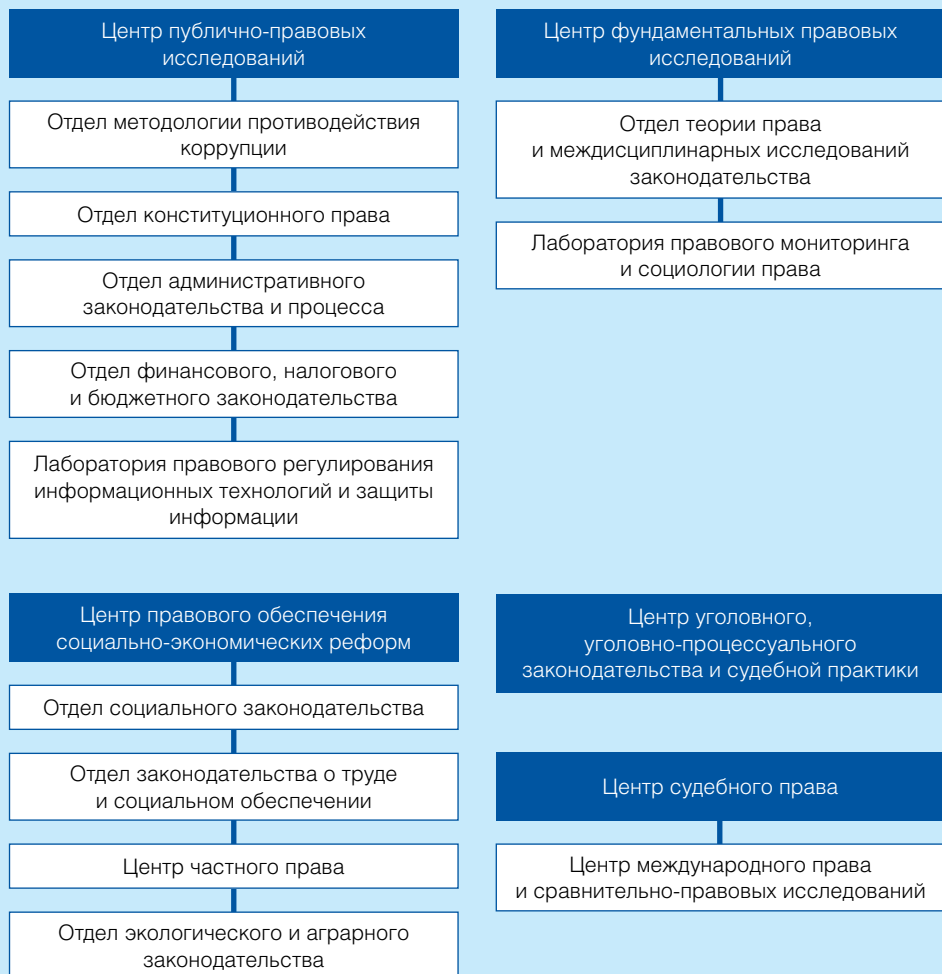 Центр публично-правовых
исследований
Отдел методологии противодействия
коррупции
Отдел конституционного права
Отдел административного
законодательства и процесса
Отдел финансового, налогового
и бюджетного законодательства
Лаборатория правового регулирования
информационных технологий и защиты
информации
Центр фундаментальных правовых
исследований
Отдел теории права
и междисциплинарных исследований
законодательства
Лаборатория правового мониторинга
и социологии права
Центр правового обеспечения
социально-экономических реформ
Отдел социального законодательства
Отдел законодательства о труде
и социальном обеспечении
Центр частного права
Отдел экологического и аграрного
законодательства
Центр уголовного,
уголовно-процессуального
законодательства и судебной практики
Центр судебного права
Центр международного права
и сравнительно-правовых исследований